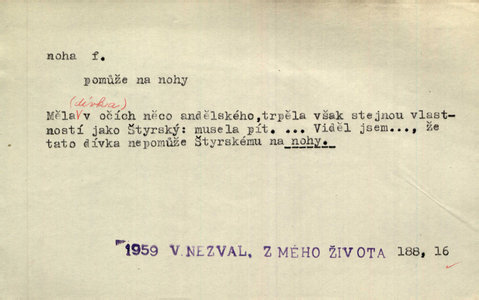 noha f.
pomůže na nohy
(dívka)
Měla v očích něco andělského, trpěla však stejnou vlast-
ností jako Štyrský: musela pít. ... Viděl jsem..., že
tato dívka nepomůže Štyrskému na nohy.
1959 V. NEZVAL, Z MÉHO ŽIVOTA 188, 16